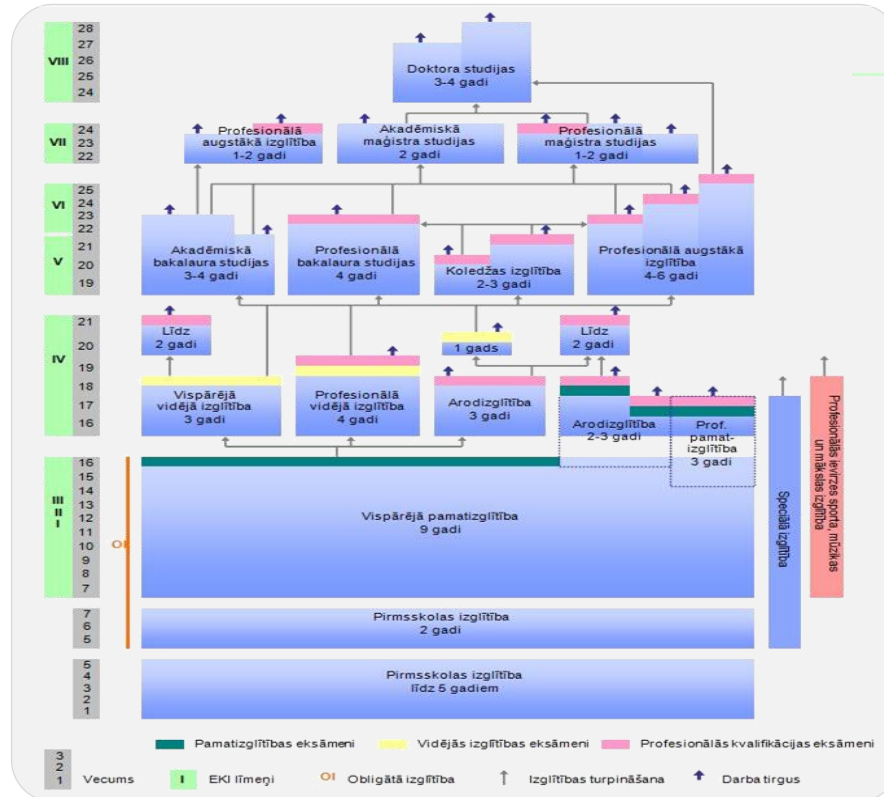 28
27
26
25
24
VIII
Doktora studijas
3-4 gadi
24
23
22
VII
Profesionālā
augstākā izglītība
1-2 gadi
Akadēmiskā
maģistra studijas
2 gadi
Profesionālā
maģistra studijas
1-2 gadi
25
24
23
22
VI
21
20
19
V
Akadēmiskā
bakalaura studijas
3-4 gadi
Profesionālā
bakalaura studijas
4 gadi
Koledžas izglītība
2-3 gadi
Profesionālā augstākā
izglītība
4-6 gadi
21
20
19
18
17
16
IV
Līdz
2 gadi
1 gads
Līdz
2 gadi
Vispārējā
vidējā izglītība
3 gadi
Profesionālā
vidējā izglītība
4 gadi
Arodizglītība
3 gadi
Arodizglītība
2-3 gadi
Prof.
pamat-
izglītība
3 gadi
16
15
14
13
12
11
10
9
8
7
III
II
I
OI
Vispārējā pamatizglītība
9 gadi
Speciālā izglītība
Profesionālās ievirzes sporta, mūzikas
un mākslas izglītība
7
6
5
Pirmsskolas izglītība
2 gadi
5
4
3
2
1
Pirmsskolas izglītība
līdz 5 gadiem
Pamatizglītības eksāmeni
Vidējās izglītības eksāmeni
Profesionālās kvalifikācijas eksāmeni
3
2
1
Vecums
I
EKI līmeņi
OI
Obligātā izglītība
Izglītības turpināšana
Darba tirgus